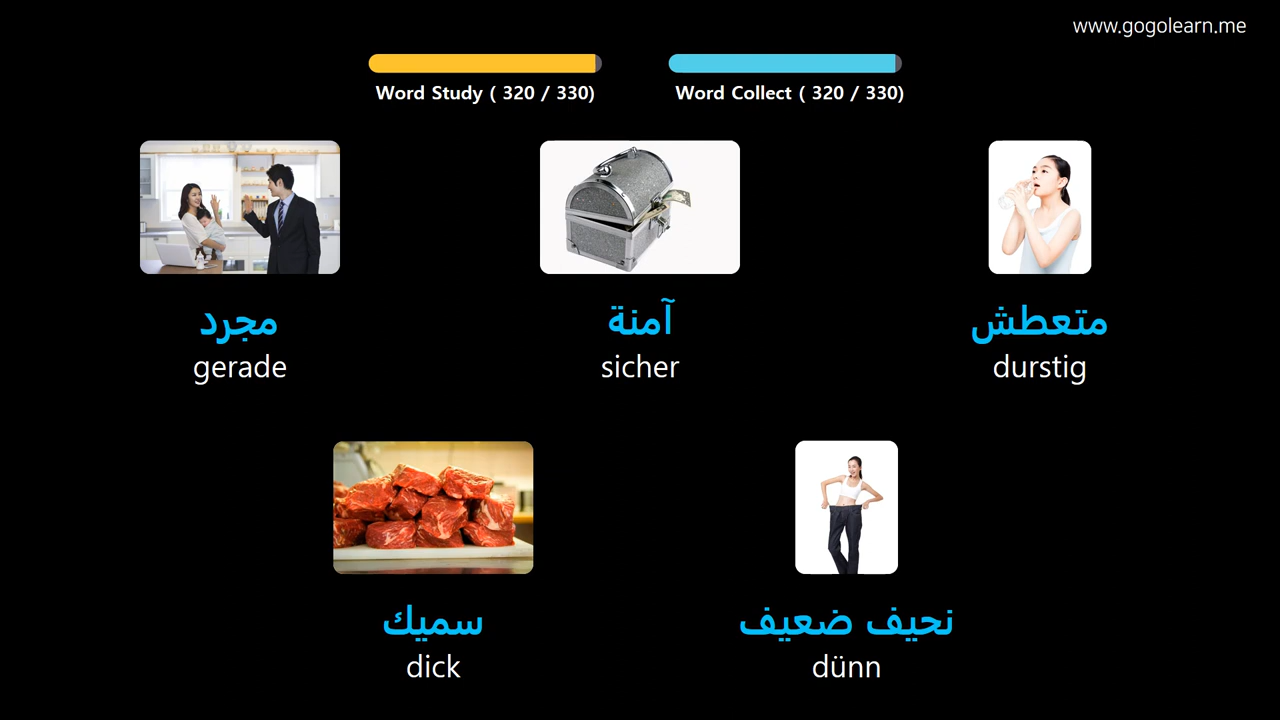 www.gogolearn.me
Word Study ( 320 / 330)
Word Collect ( 320 / 330)
مجرد
gerade
آمنة
sicher
متعطش
durstig
سميك
dick
نحيف ضعيف
dünn